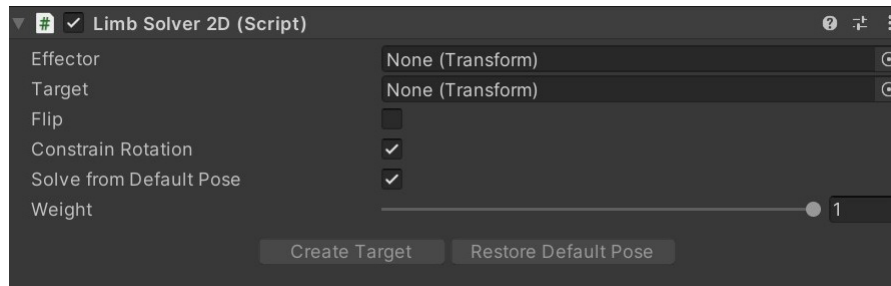 Limb Solver 2D (Script)
Effector None (Transform)
Target None (Transform)
Flip
Constrain Rotation
Solve from Default Pose
Weight 1
Create Target Restore Default Pose